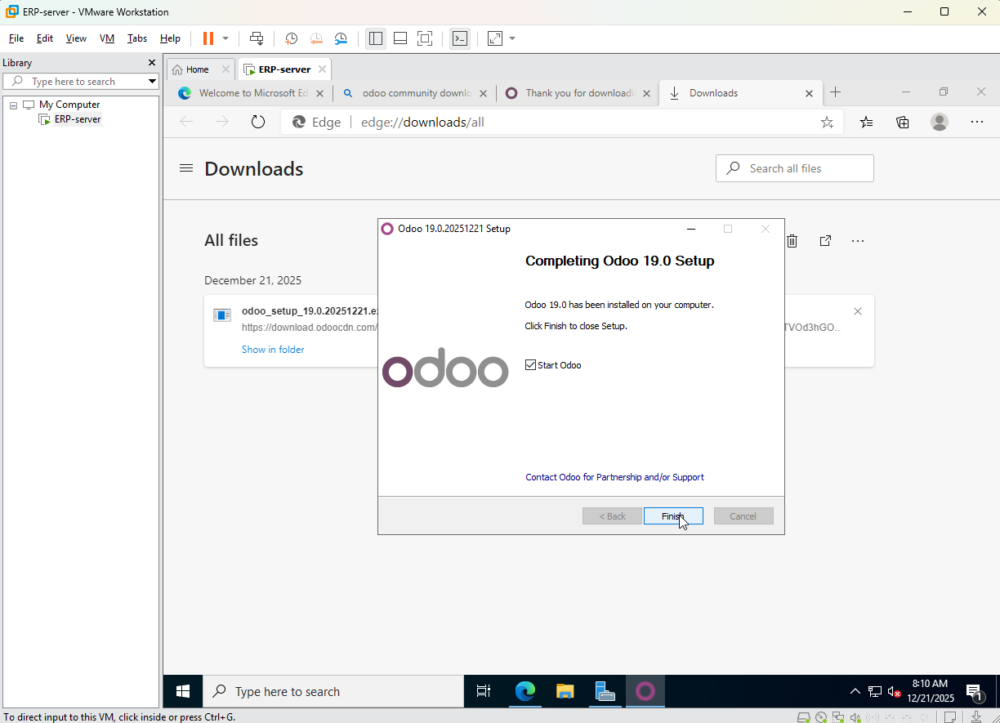 ERP-server - VMware Workstation
File Edit View VM Tabs Help
Library
Type here to search
My Computer
ERP-server
Home
ERP-server
Welcome to Microsoft Ed
odoo community downlo
Thank you for downloadi
Downloads
Edge
edge://downloads/all
Downloads
Search all files
All files
December 21, 2025
odoo_setup_19.0.20251221.ex
https://download.odoocdn.com/
TVOd3hGO..
Show in folder
Odoo 19.0.20251221 Setup
Completing Odoo 19.0 Setup
Odoo 19.0 has been installed on your computer.
Click Finish to close Setup.
odoo
Start Odoo
Contact Odoo for Partnership and/or Support
< Back
Finish
Cancel
Type here to search
8:10 AM
12/21/2025
1
To direct input to this VM, click inside or press Ctrl+G.